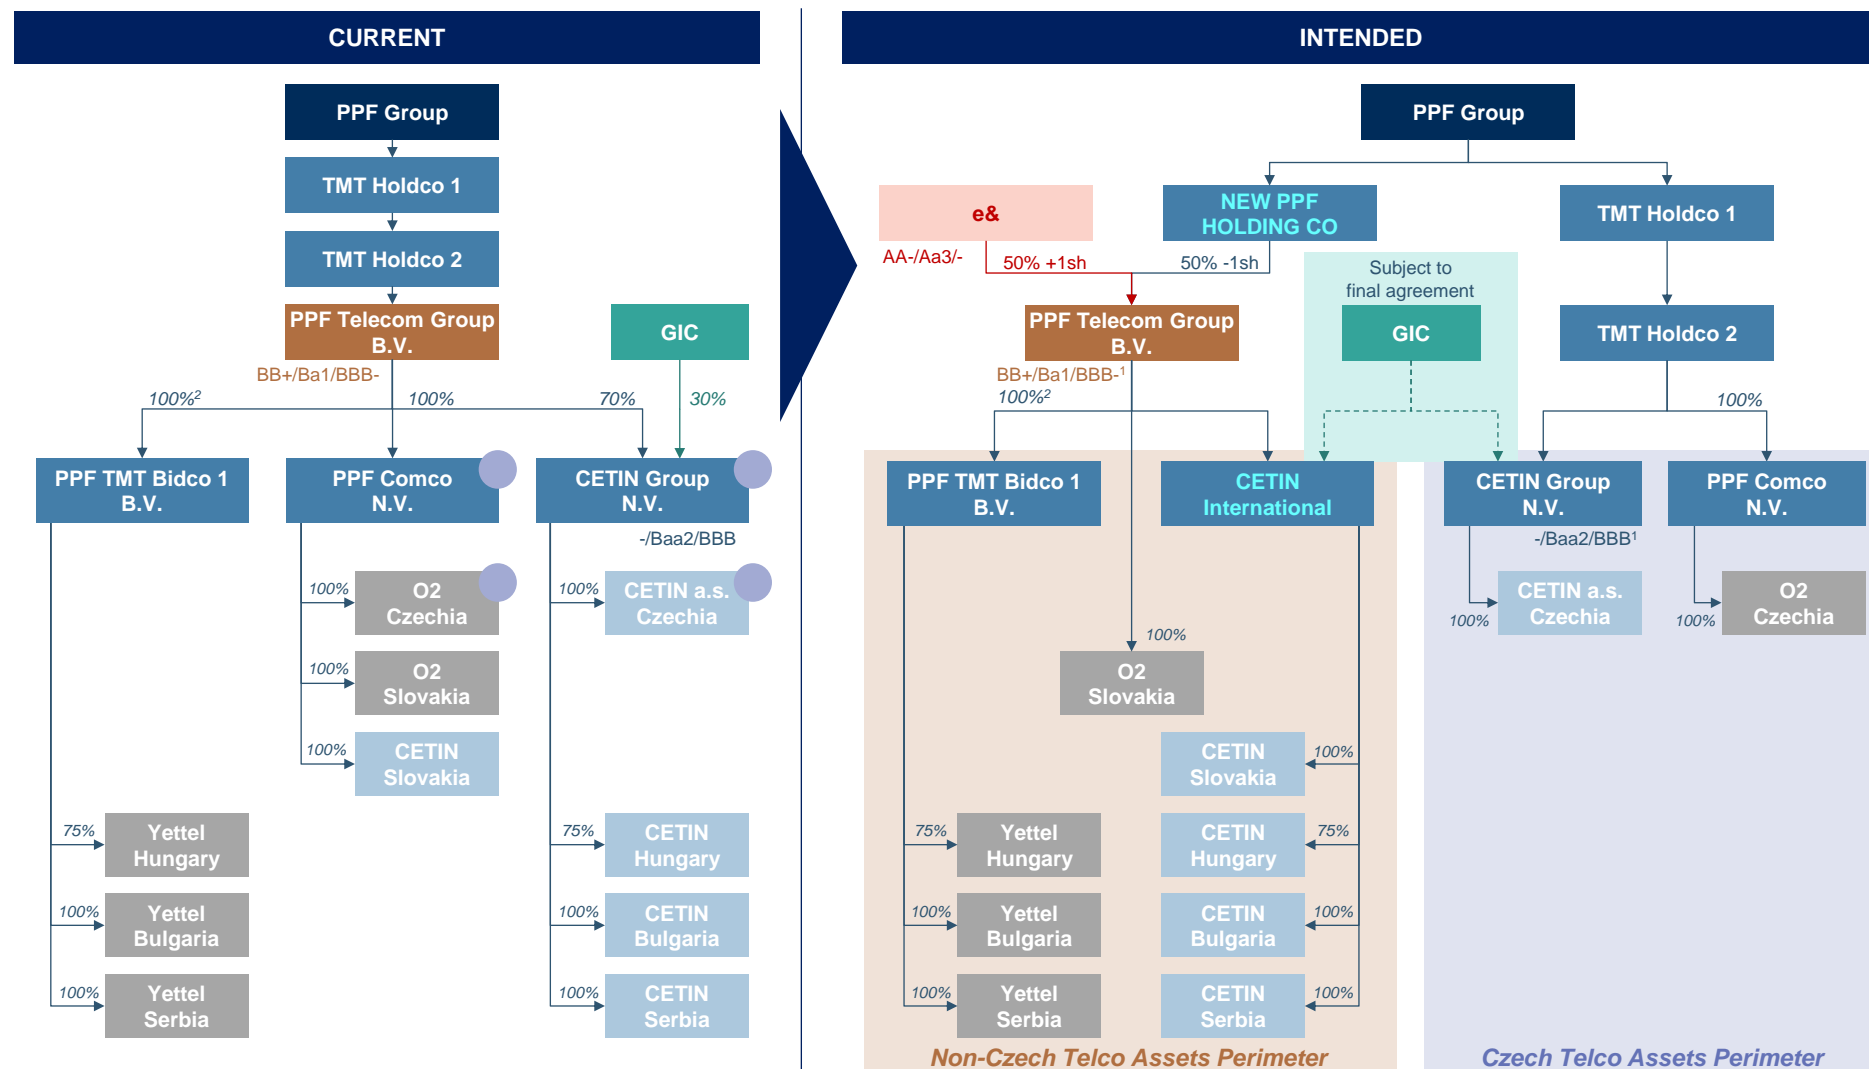 CURRENT
PPF Group
TMT Holdco 1
TMT Holdco 2
PPF Telecom Group
B.V.
GIC
BB+/Ba1/BBB-
100%²
100%
70%
30%
PPF TMT Bidco 1
B.V.
PPF Comco
N.V.
CETIN Group
N.V.
-/Baa2/BBB
100%
O2
Czechia
100%
CETIN a.s.
Czechia
100%
O2
Slovakia
100%
CETIN
Slovakia
75%
Yettel
Hungary
75%
CETIN
Hungary
100%
Yettel
Bulgaria
100%
CETIN
Bulgaria
100%
Yettel
Serbia
100%
CETIN
Serbia
INTENDED
PPF Group
e&
NEW PPF
HOLDING CO
TMT Holdco 1
AA-/Aa3/-
50% +1sh
50% -1sh
Subject to
final agreement
PPF Telecom Group
B.V.
GIC
TMT Holdco 2
BB+/Ba1/BBB-¹
100%²
100%
PPF TMT Bidco 1
B.V.
CETIN
International
CETIN Group
N.V.
PPF Comco
N.V.
-/Baa2/BBB¹
CETIN a.s.
Czechia
100%
O2
Czechia
100%
100%
O2
Slovakia
CETIN
Slovakia
100%
75%
Yettel
Hungary
CETIN
Hungary
75%
100%
Yettel
Bulgaria
CETIN
Bulgaria
100%
100%
Yettel
Serbia
CETIN
Serbia
100%
Non-Czech Telco Assets Perimeter
Czech Telco Assets Perimeter